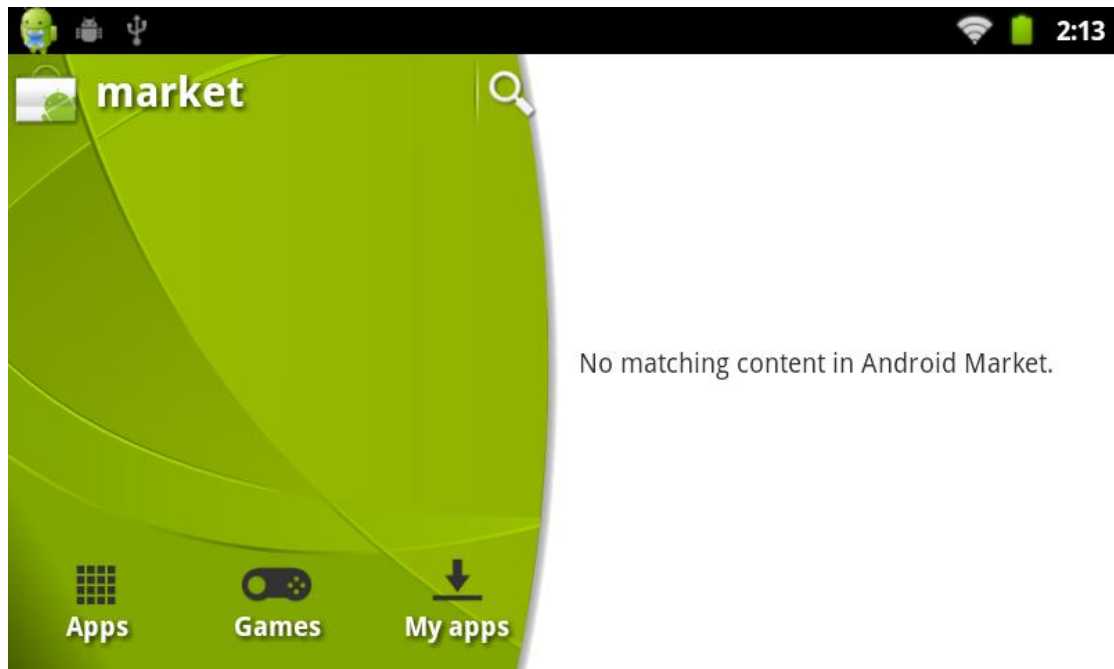 2:13
market
No matching content in Android Market.
Apps
Games
My apps